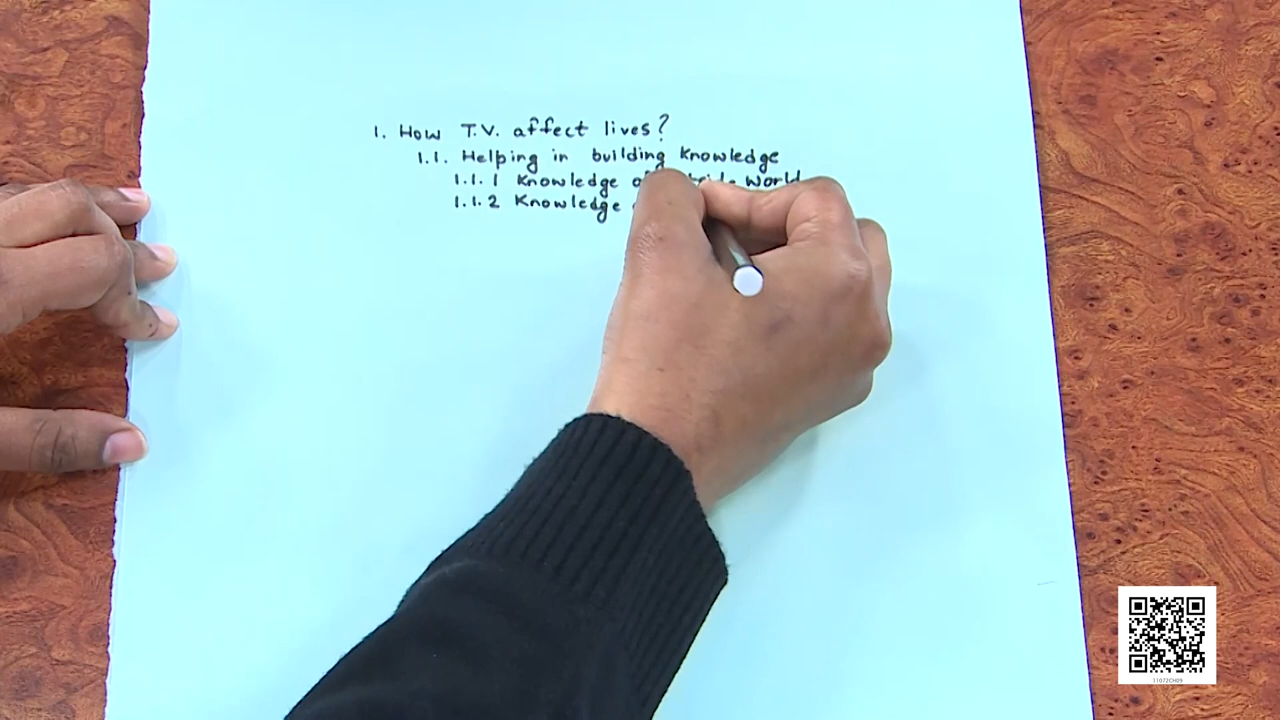 1. How T.V. affect lives?
1.1. Helping in building Knowledge
1.1.1 Knowledge World
1.1.2 Knowledge
11072CH09